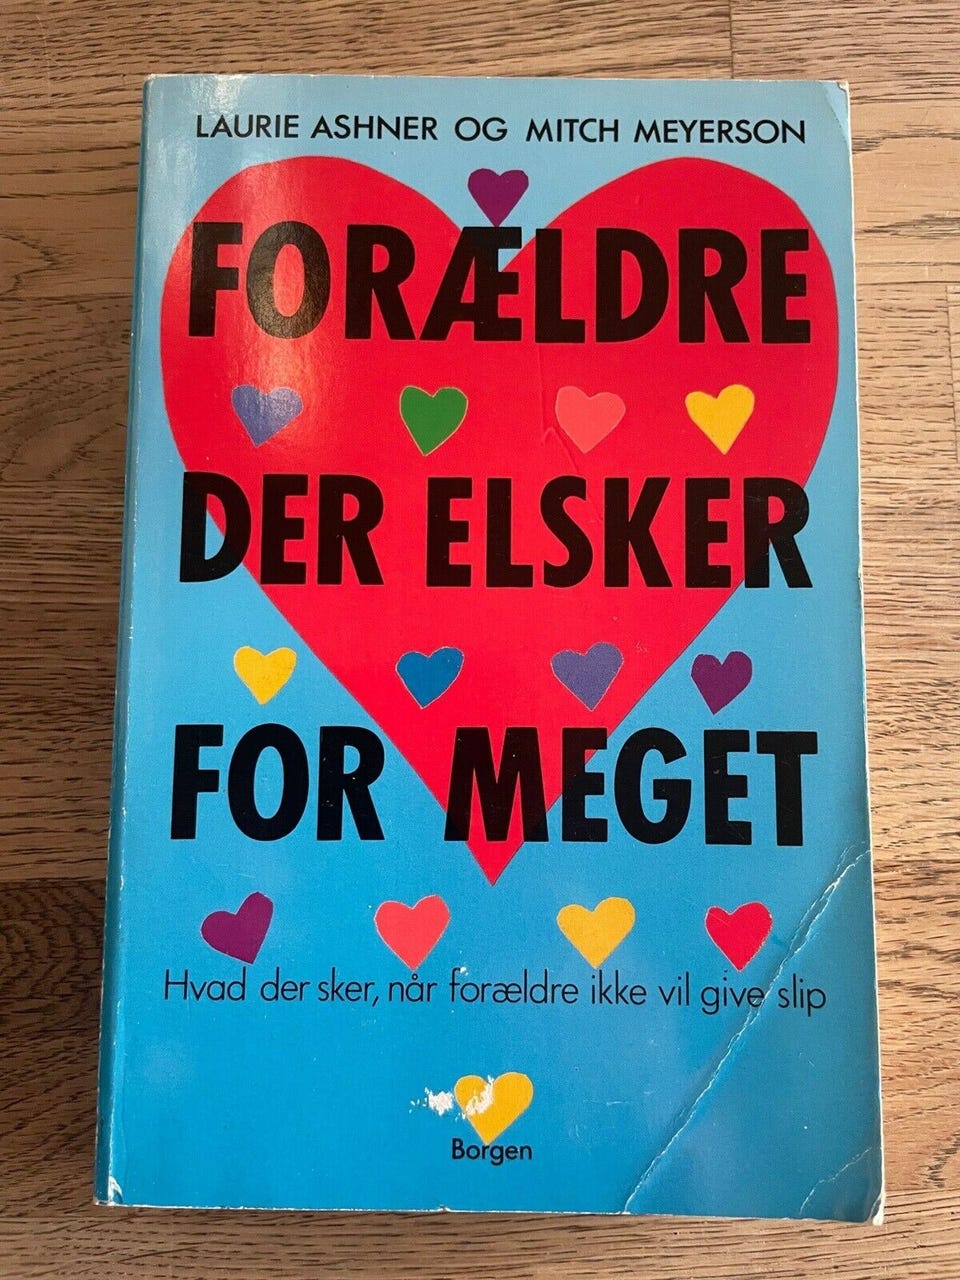 LAURIE ASHNER OG MITCH MEYERSON
FORÆLDRE
DER ELSKER
FOR MEGET
Hvad der sker, når forældre ikke vil give slip
Borgen